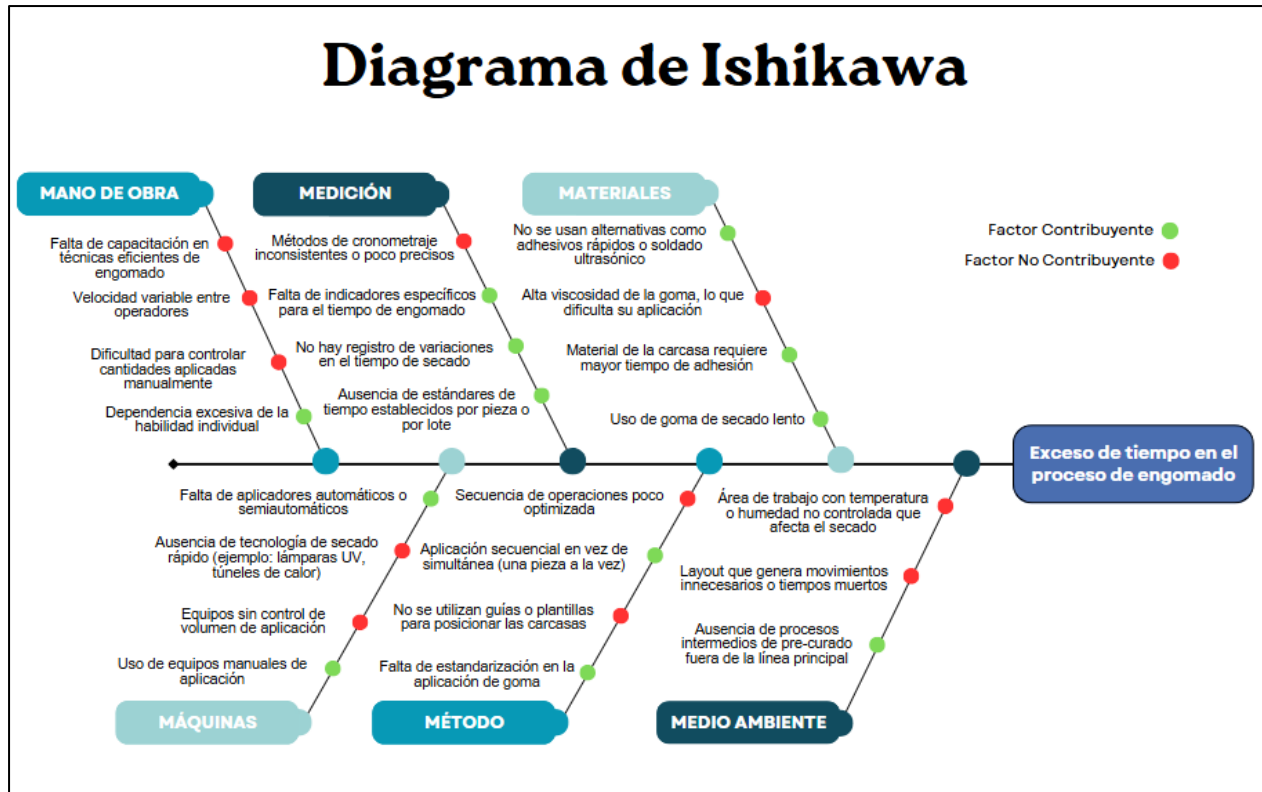 Diagrama de Ishikawa
MANO DE OBRA
Falta de capacitación en
técnicas eficientes de
engomado
Velocidad variable entre
operadores
Dificultad para controlar
cantidades aplicadas
manualmente
Dependencia excesiva de la
habilidad individual
MEDICIÓN
Métodos de cronometraje
inconsistentes o poco precisos
Falta de indicadores específicos
para el tiempo de engomado
No hay registro de variaciones
en el tiempo de secado
Ausencia de estándares de
tiempo establecidos por pieza o
por lote
MATERIALES
No se usan alternativas como
adhesivos rápidos o soldado
ultrasónico
Alta viscosidad de la goma, lo que
dificulta su aplicación
Material de la carcasa requiere
mayor tiempo de adhesión
Uso de goma de secado lento
Factor Contribuyente
Factor No Contribuyente
Exceso de tiempo en el
proceso de engomado
Falta de aplicadores automáticos o
semiautomáticos
Ausencia de tecnología de secado
rápido (ejemplo: lámparas UV,
túneles de calor)
Equipos sin control de
volumen de aplicación
Uso de equipos manuales de
aplicación
MÁQUINAS
Secuencia de operaciones poco
optimizada
Aplicación secuencial en vez de
simultánea (una pieza a la vez)
No se utilizan guías o plantillas
para posicionar las carcasas
Falta de estandarización en la
aplicación de goma
MÉTODO
Área de trabajo con temperatura
o humedad no controlada que
afecta el secado
Layout que genera movimientos
innecesarios o tiempos muertos
Ausencia de procesos
intermedios de pre-curado
fuera de la línea principal
MEDIO AMBIENTE